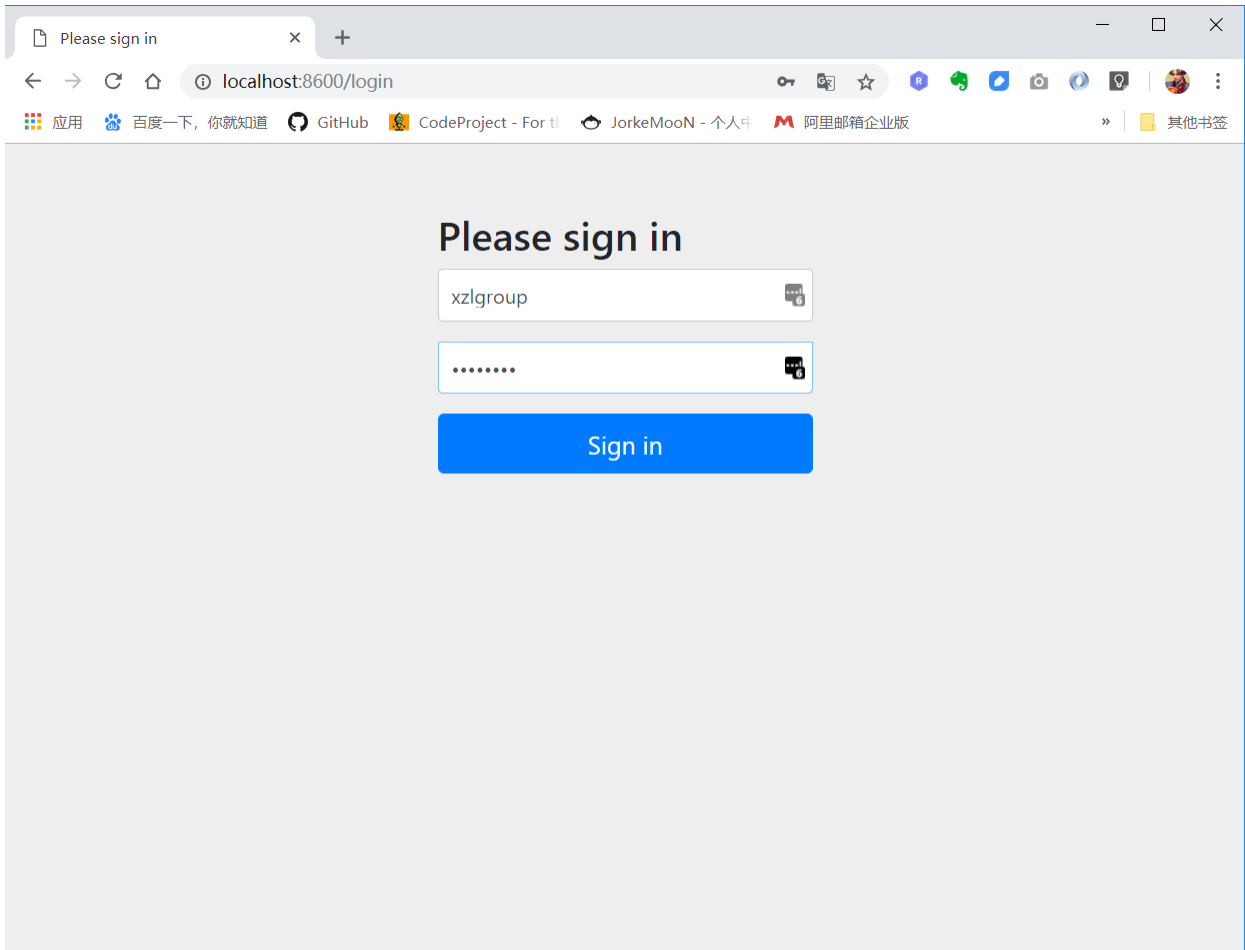 Please sign in
localhost:8600/login
应用 百度一下，你就知道 GitHub CodeProject - For t JorkeMooN - 个人中 阿里邮箱企业版 » 其他书签
Please sign in
xzlgroup
••••••••
Sign in